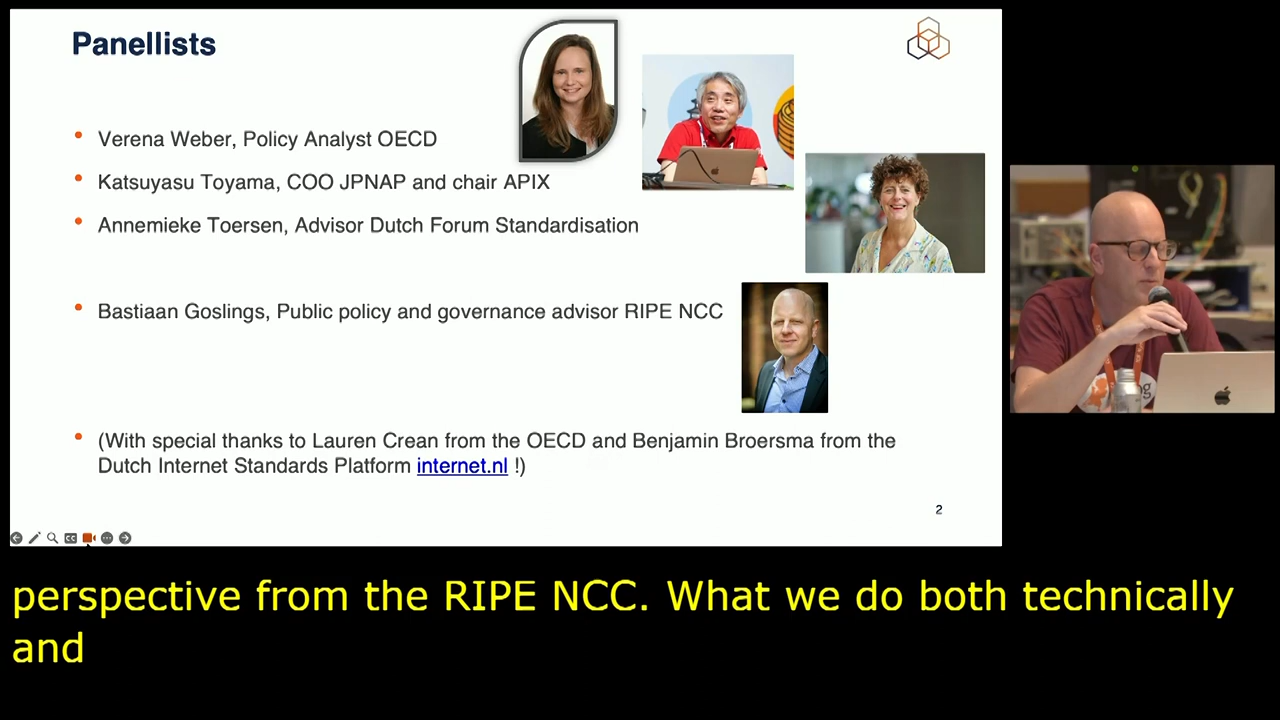 Panellists
• Verena Weber, Policy Analyst OECD
• Katsuyasu Toyama, COO JPNAP and chair APIX
• Annemieke Toersen, Advisor Dutch Forum Standardisation
• Bastiaan Goslings, Public policy and governance advisor RIPE NCC
• (With special thanks to Lauren Crean from the OECD and Benjamin Broersma from the
Dutch Internet Standards Platform internet.nl !)
2
perspective from the RIPE NCC. What we do both technically
and